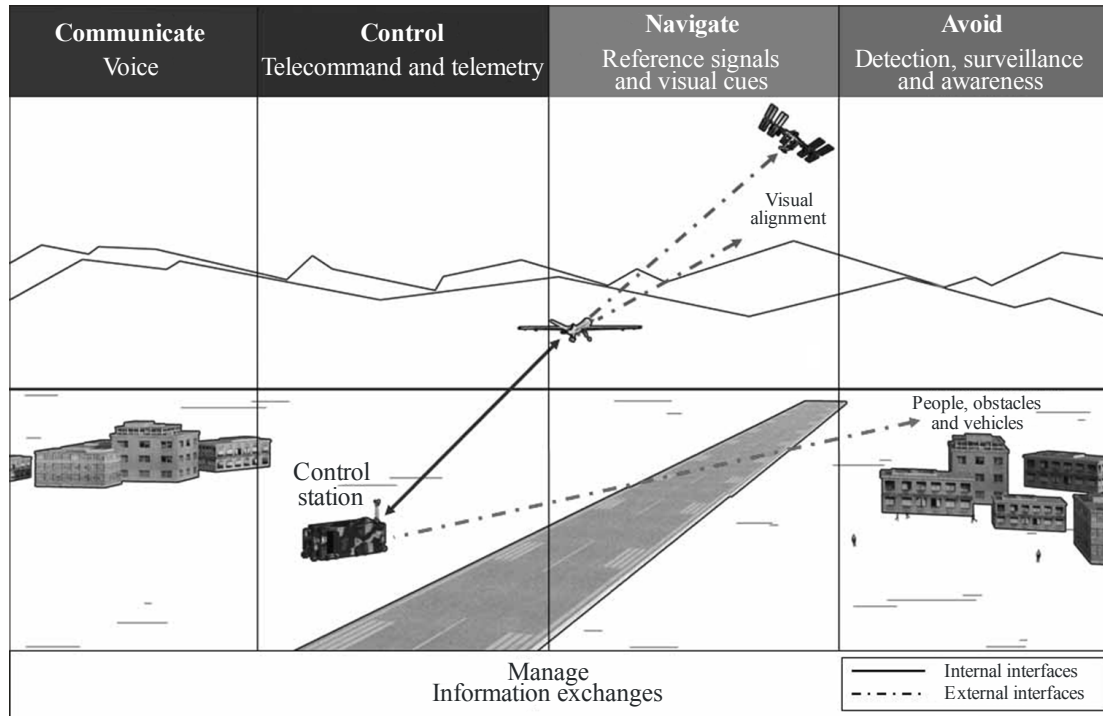 Communicate
Voice
Control
Telecommand and telemetry
Navigate
Reference signals
and visual cues
Avoid
Detection, surveillance
and awareness
Visual
alignment
People, obstacles
and vehicles
Control
station
Manage
Information exchanges
Internal interfaces
External interfaces